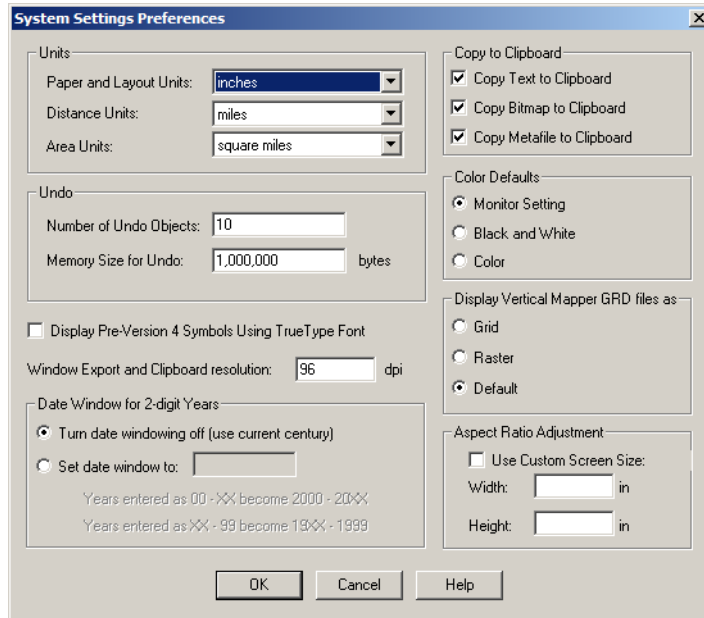 System Settings Preferences
Units
Paper and Layout Units: inches
Distance Units: miles
Area Units: square miles
Undo
Number of Undo Objects: 10
Memory Size for Undo: 1,000,000 bytes
Display Pre-Version 4 Symbols Using TrueType Font
Window Export and Clipboard resolution: 96 dpi
Date Window for 2-digit Years
Turn date windowing off (use current century)
Set date window to:
Years entered as 00 - XX become 2000 - 20XX
Years entered as XX - 99 become 19XX - 1999
Copy to Clipboard
Copy Text to Clipboard
Copy Bitmap to Clipboard
Copy Metafile to Clipboard
Color Defaults
Monitor Setting
Black and White
Color
Display Vertical Mapper GRD files as
Grid
Raster
Default
Aspect Ratio Adjustment
Use Custom Screen Size:
Width: in
Height: in
OK Cancel Help